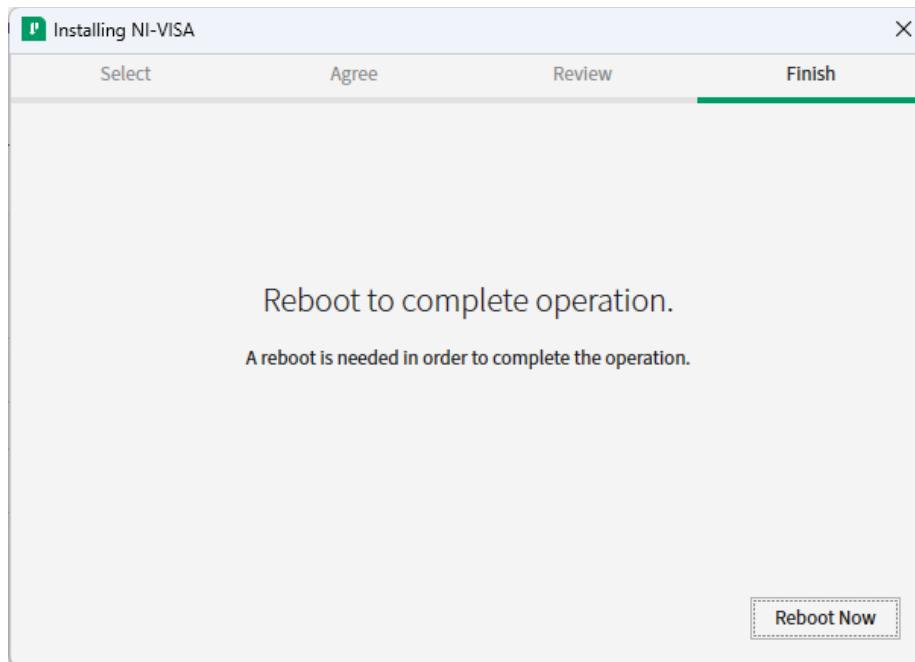 Installing NI-VISA
Select Agree Review Finish
Reboot to complete operation.
A reboot is needed in order to complete the operation.
Reboot Now